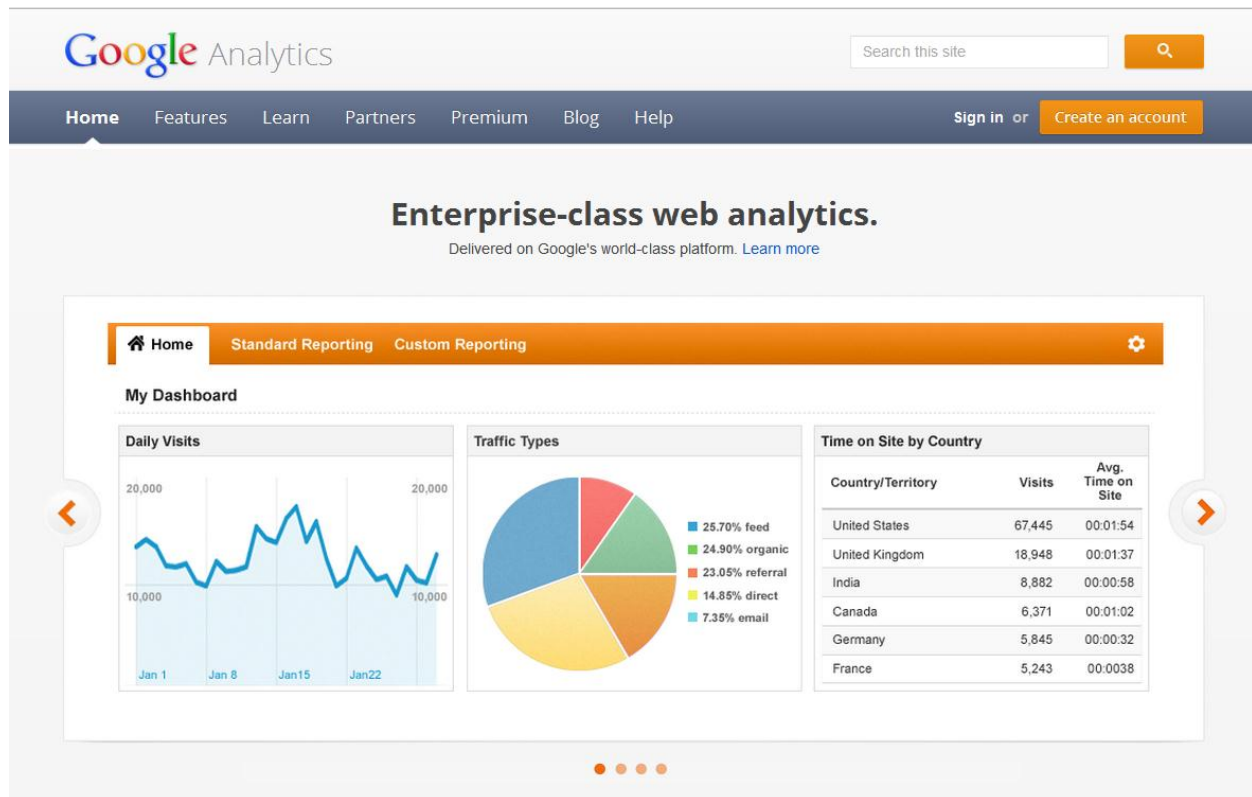 Google Analytics
Search this site
Home Features Learn Partners Premium Blog Help Sign in or Create an account
Enterprise-class web analytics.
Delivered on Google's world-class platform. Learn more
Home Standard Reporting Custom Reporting
My Dashboard
Daily Visits
20,000 20,000
10,000 10,000
Jan 1 Jan 8 Jan15 Jan22
Traffic Types
25.70% feed
24.90% organic
23.05% referral
14.85% direct
7.35% email
Time on Site by Country
Country/Territory Visits Avg. Time on Site
United States 67,445 00:01:54
United Kingdom 18,948 00:01:37
India 8,882 00:00:58
Canada 6,371 00:01:02
Germany 5,845 00:00:32
France 5,243 00:0038